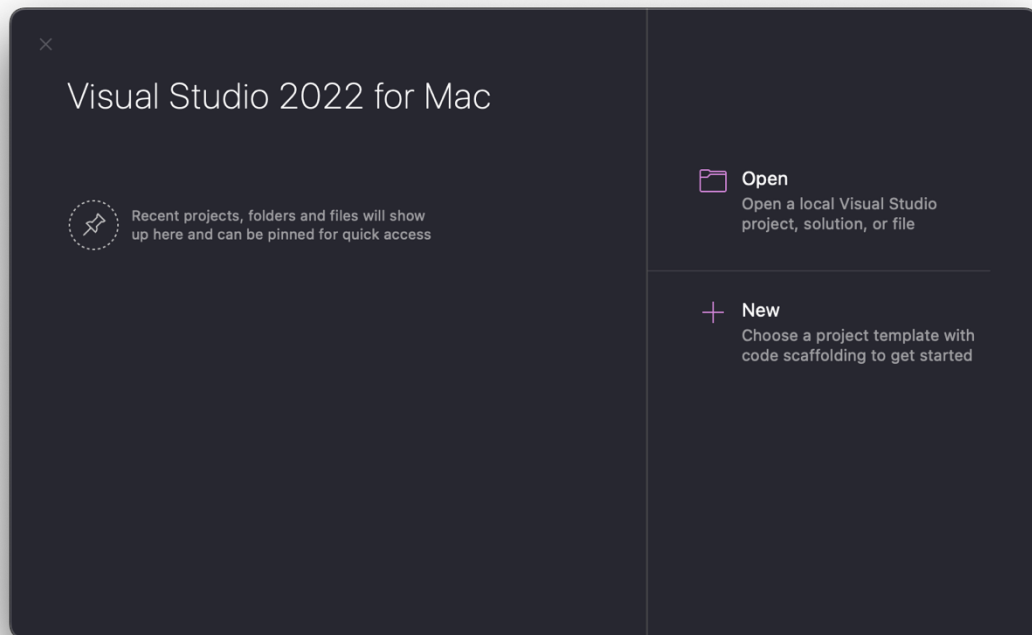 Visual Studio 2022 for Mac
Recent projects, folders and files will show
up here and can be pinned for quick access
Open
Open a local Visual Studio
project, solution, or file
New
Choose a project template with
code scaffolding to get started